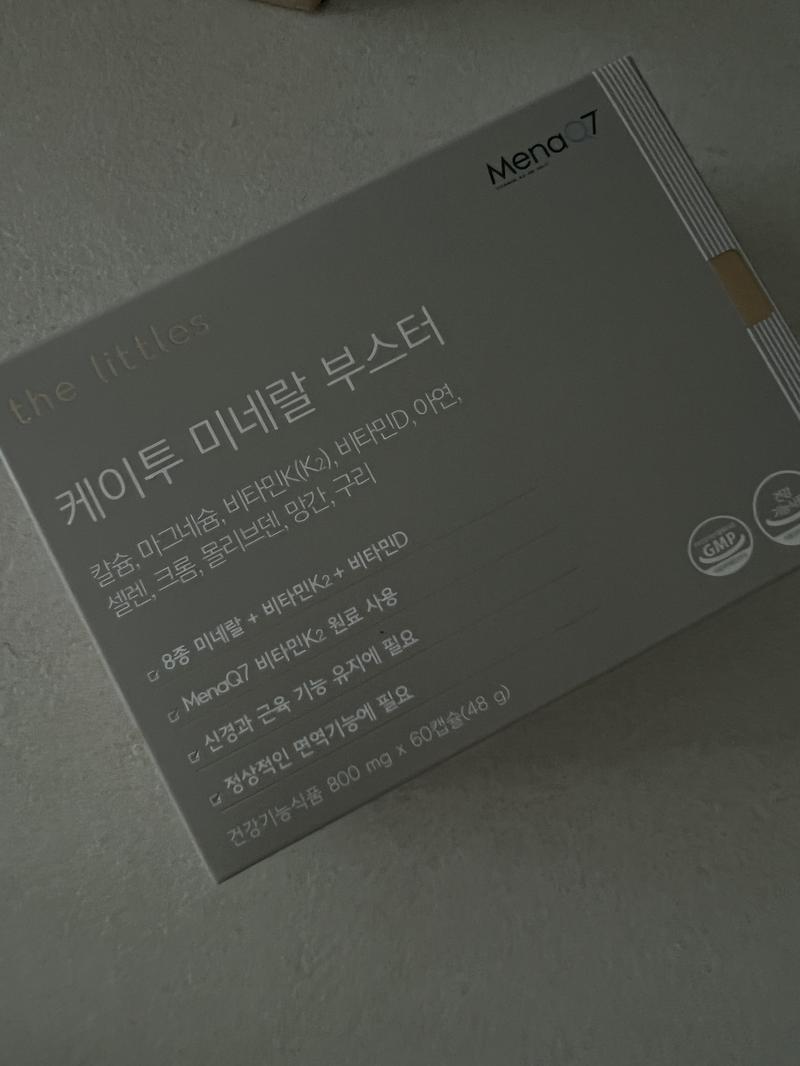 MenaQ7
the littles
케이투 미네랄 부스터
칼슘, 마그네슘, 비타민K(K2), 비타민D, 아연,
셀렌, 크롬, 몰리브덴, 망간, 구리
8종 미네랄 + 비타민K2 + 비타민D
MenaQ7 비타민K2 원료 사용
신경과 근육 기능 유지에 필요
정상적인 면역기능에 필요
건강기능식품 800 mg x 60캡슐(48 g)
GMP